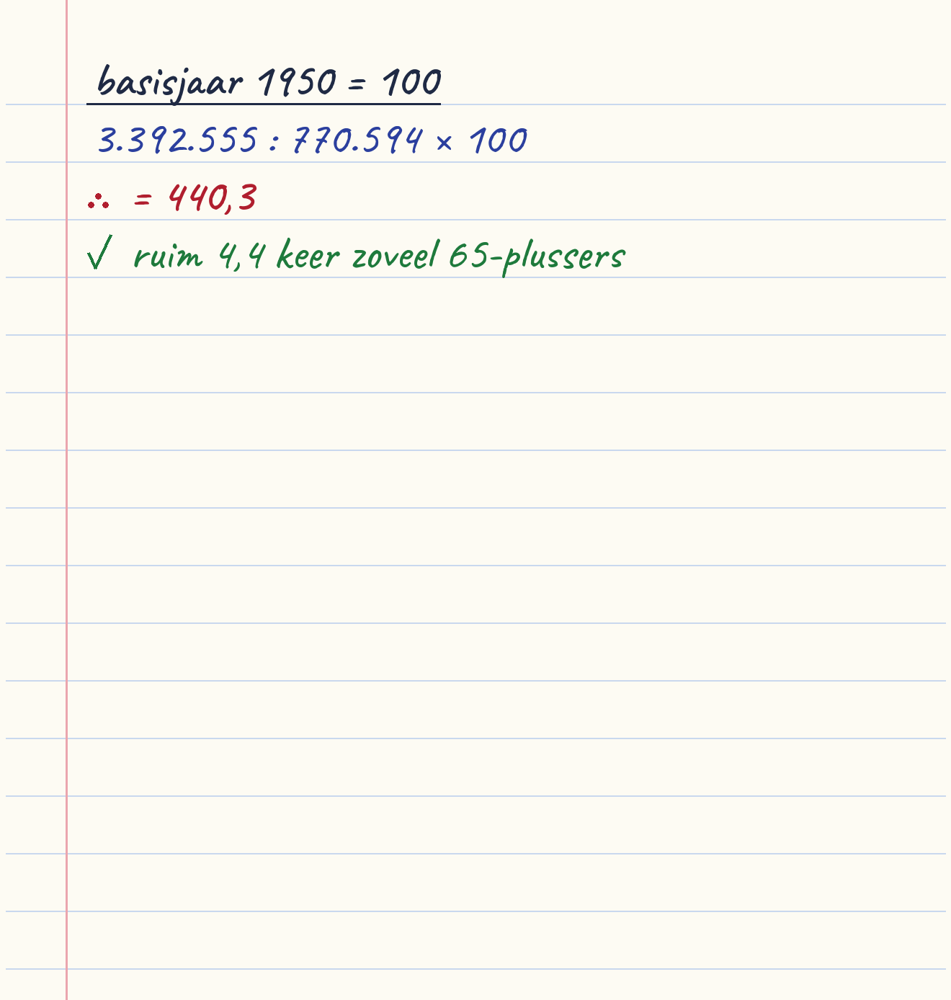 basisjaar 1950 = 100
3.392.555 : 770.594 × 100
∴ = 440,3
✓ ruim 4,4 keer zoveel 65-plussers